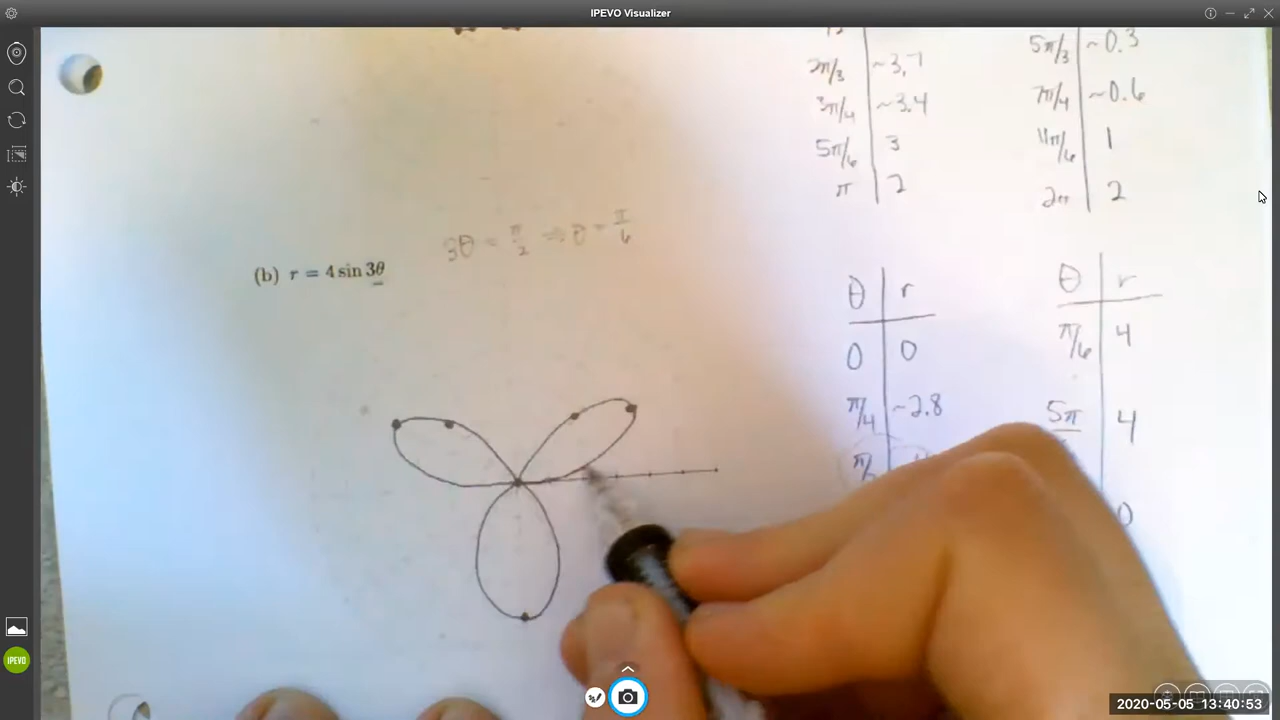 IPEVO Visualizer
2π/3 ~3.7
3π/4 ~3.4
5π/6 3
π 2
5π/3 ~0.3
7π/4 ~0.6
11π/6 1
2π 2
3θ = π/2 ⇒ θ = π/6
(b) r = 4 sin 3θ
θ r
0 0
π/4 ~2.8
θ r
π/6 4
5π 4
0
IPEVO
2020-05-05 13:40:53